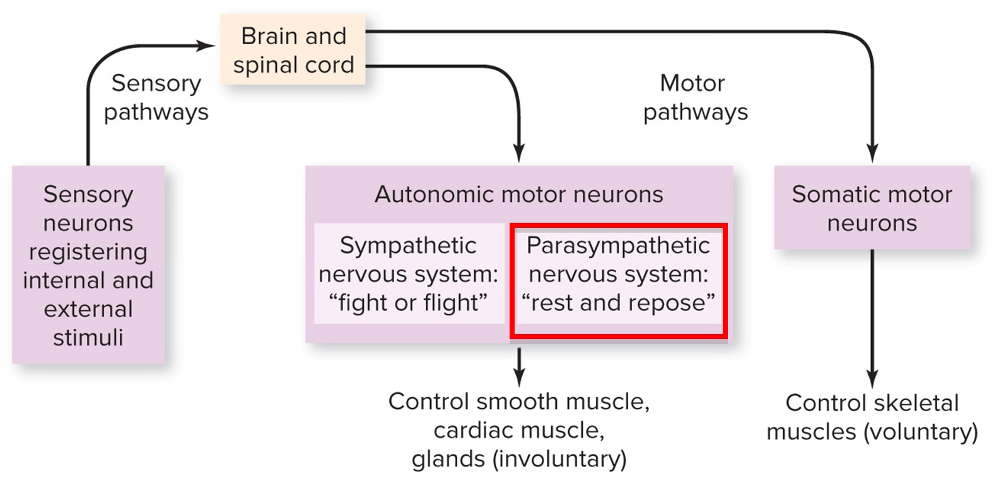 Brain and
spinal cord
Sensory
pathways
Motor
pathways
Sensory
neurons
registering
internal and
external
stimuli
Autonomic motor neurons
Sympathetic
nervous system:
“fight or flight”
Parasympathetic
nervous system:
“rest and repose”
Somatic motor
neurons
Control smooth muscle,
cardiac muscle,
glands (involuntary)
Control skeletal
muscles (voluntary)